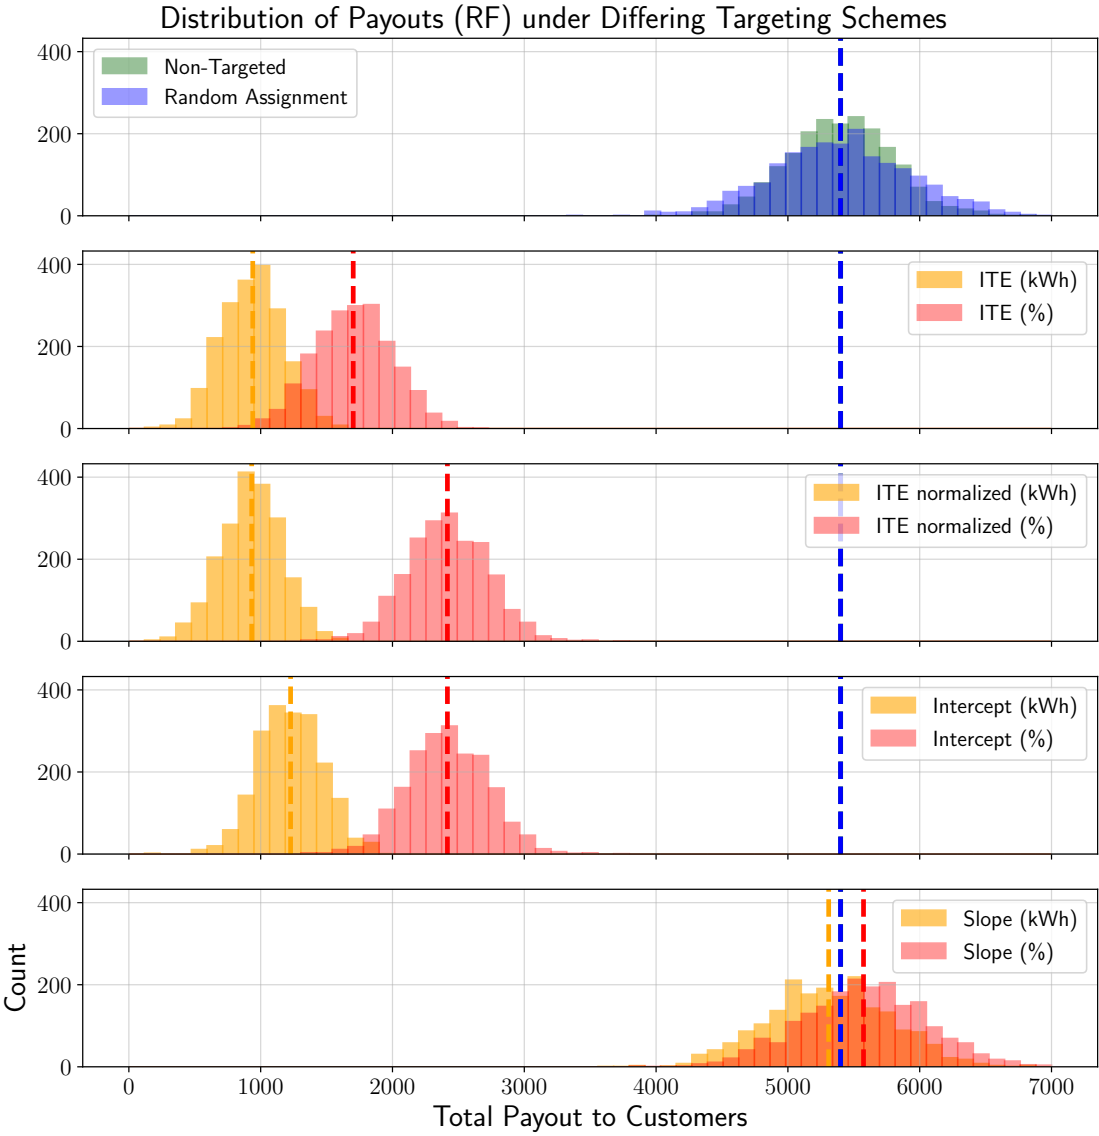 Distribution of Payouts (RF) under Differing Targeting Schemes
400
200
0
Non-Targeted
Random Assignment
400
200
0
ITE (kWh)
ITE (%)
400
200
0
ITE normalized (kWh)
ITE normalized (%)
400
200
0
Intercept (kWh)
Intercept (%)
400
200
0
Slope (kWh)
Slope (%)
Count
0 1000 2000 3000 4000 5000 6000 7000
Total Payout to Customers